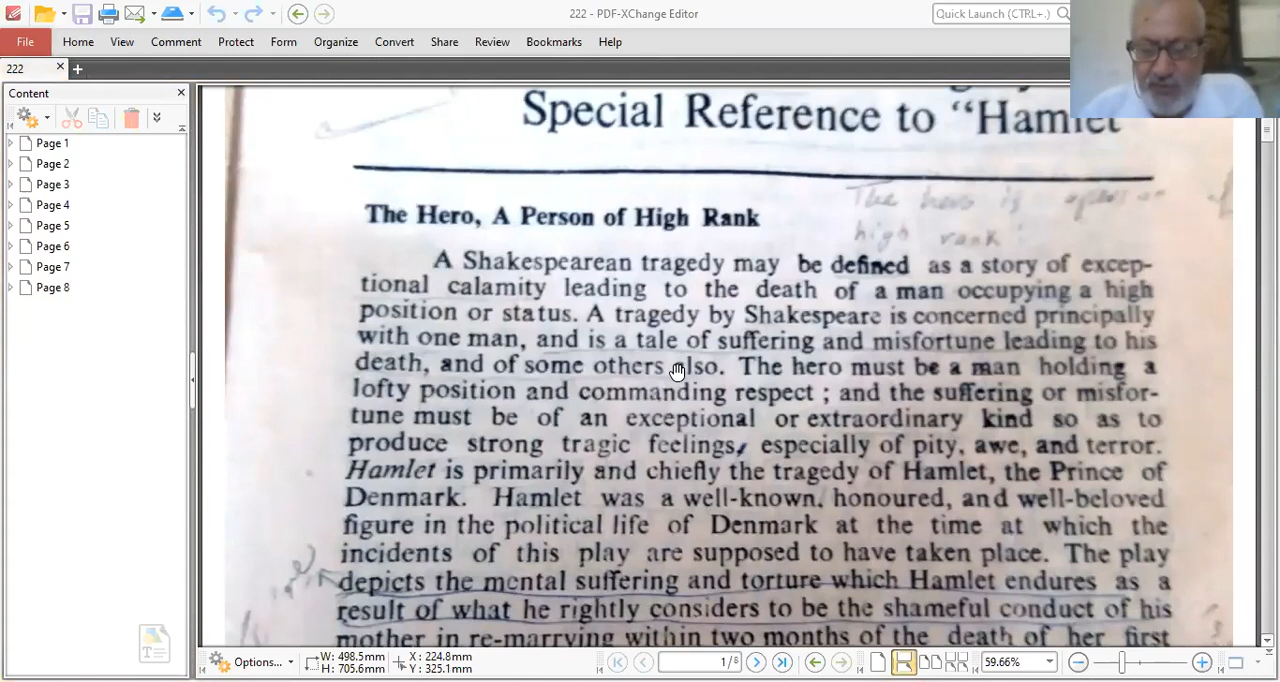 222 - PDF-XChange Editor
Quick Launch (CTRL+.)
File Home View Comment Protect Form Organize Convert Share Review Bookmarks Help
222
Content
Page 1
Page 2
Page 3
Page 4
Page 5
Page 6
Page 7
Page 8
Special Reference to "Hamlet
The hero is
high rank
The Hero, A Person of High Rank
A Shakespearean tragedy may be defined as a story of excep-
tional calamity leading to the death of a man occupying a high
position or status. A tragedy by Shakespeare is concerned principally
with one man, and is a tale of suffering and misfortune leading to his
death, and of some others also. The hero must be a man holding a
lofty position and commanding respect ; and the suffering or misfor-
tune must be of an exceptional or extraordinary kind so as to
produce strong tragic feelings, especially of pity, awe, and terror.
Hamlet is primarily and chiefly the tragedy of Hamlet, the Prince of
Denmark. Hamlet was a well-known, honoured, and well-beloved
figure in the political life of Denmark at the time at which the
incidents of this play are supposed to have taken place. The play
depicts the mental suffering and torture which Hamlet endures as a
result of what he rightly considers to be the shameful conduct of his
mother in re-marrying within two months of the death of her first
Options...
W: 498.5mm
H: 705.6mm
X: 224.8mm
Y: 325.1mm
59.66%